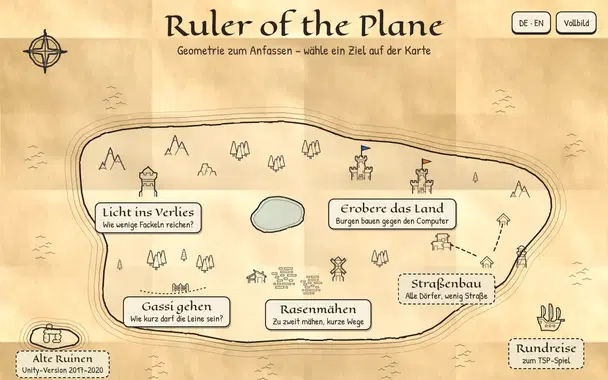 Ruler of the Plane
DE · EN
Vollbild
Geometrie zum Anfassen – wähle ein Ziel auf der Karte
Licht ins Verlies
Wie wenige Fackeln reichen?
Erobere das Land
Burgen bauen gegen den Computer
Straßenbau
Alle Dörfer, wenig Straße
Gassi gehen
Wie kurz darf die Leine sein?
Rasenmähen
Zu zweit mähen, kurze Wege
Alte Ruinen
Unity-Version 2017–2020
Rundreise
zum TSP-Spiel